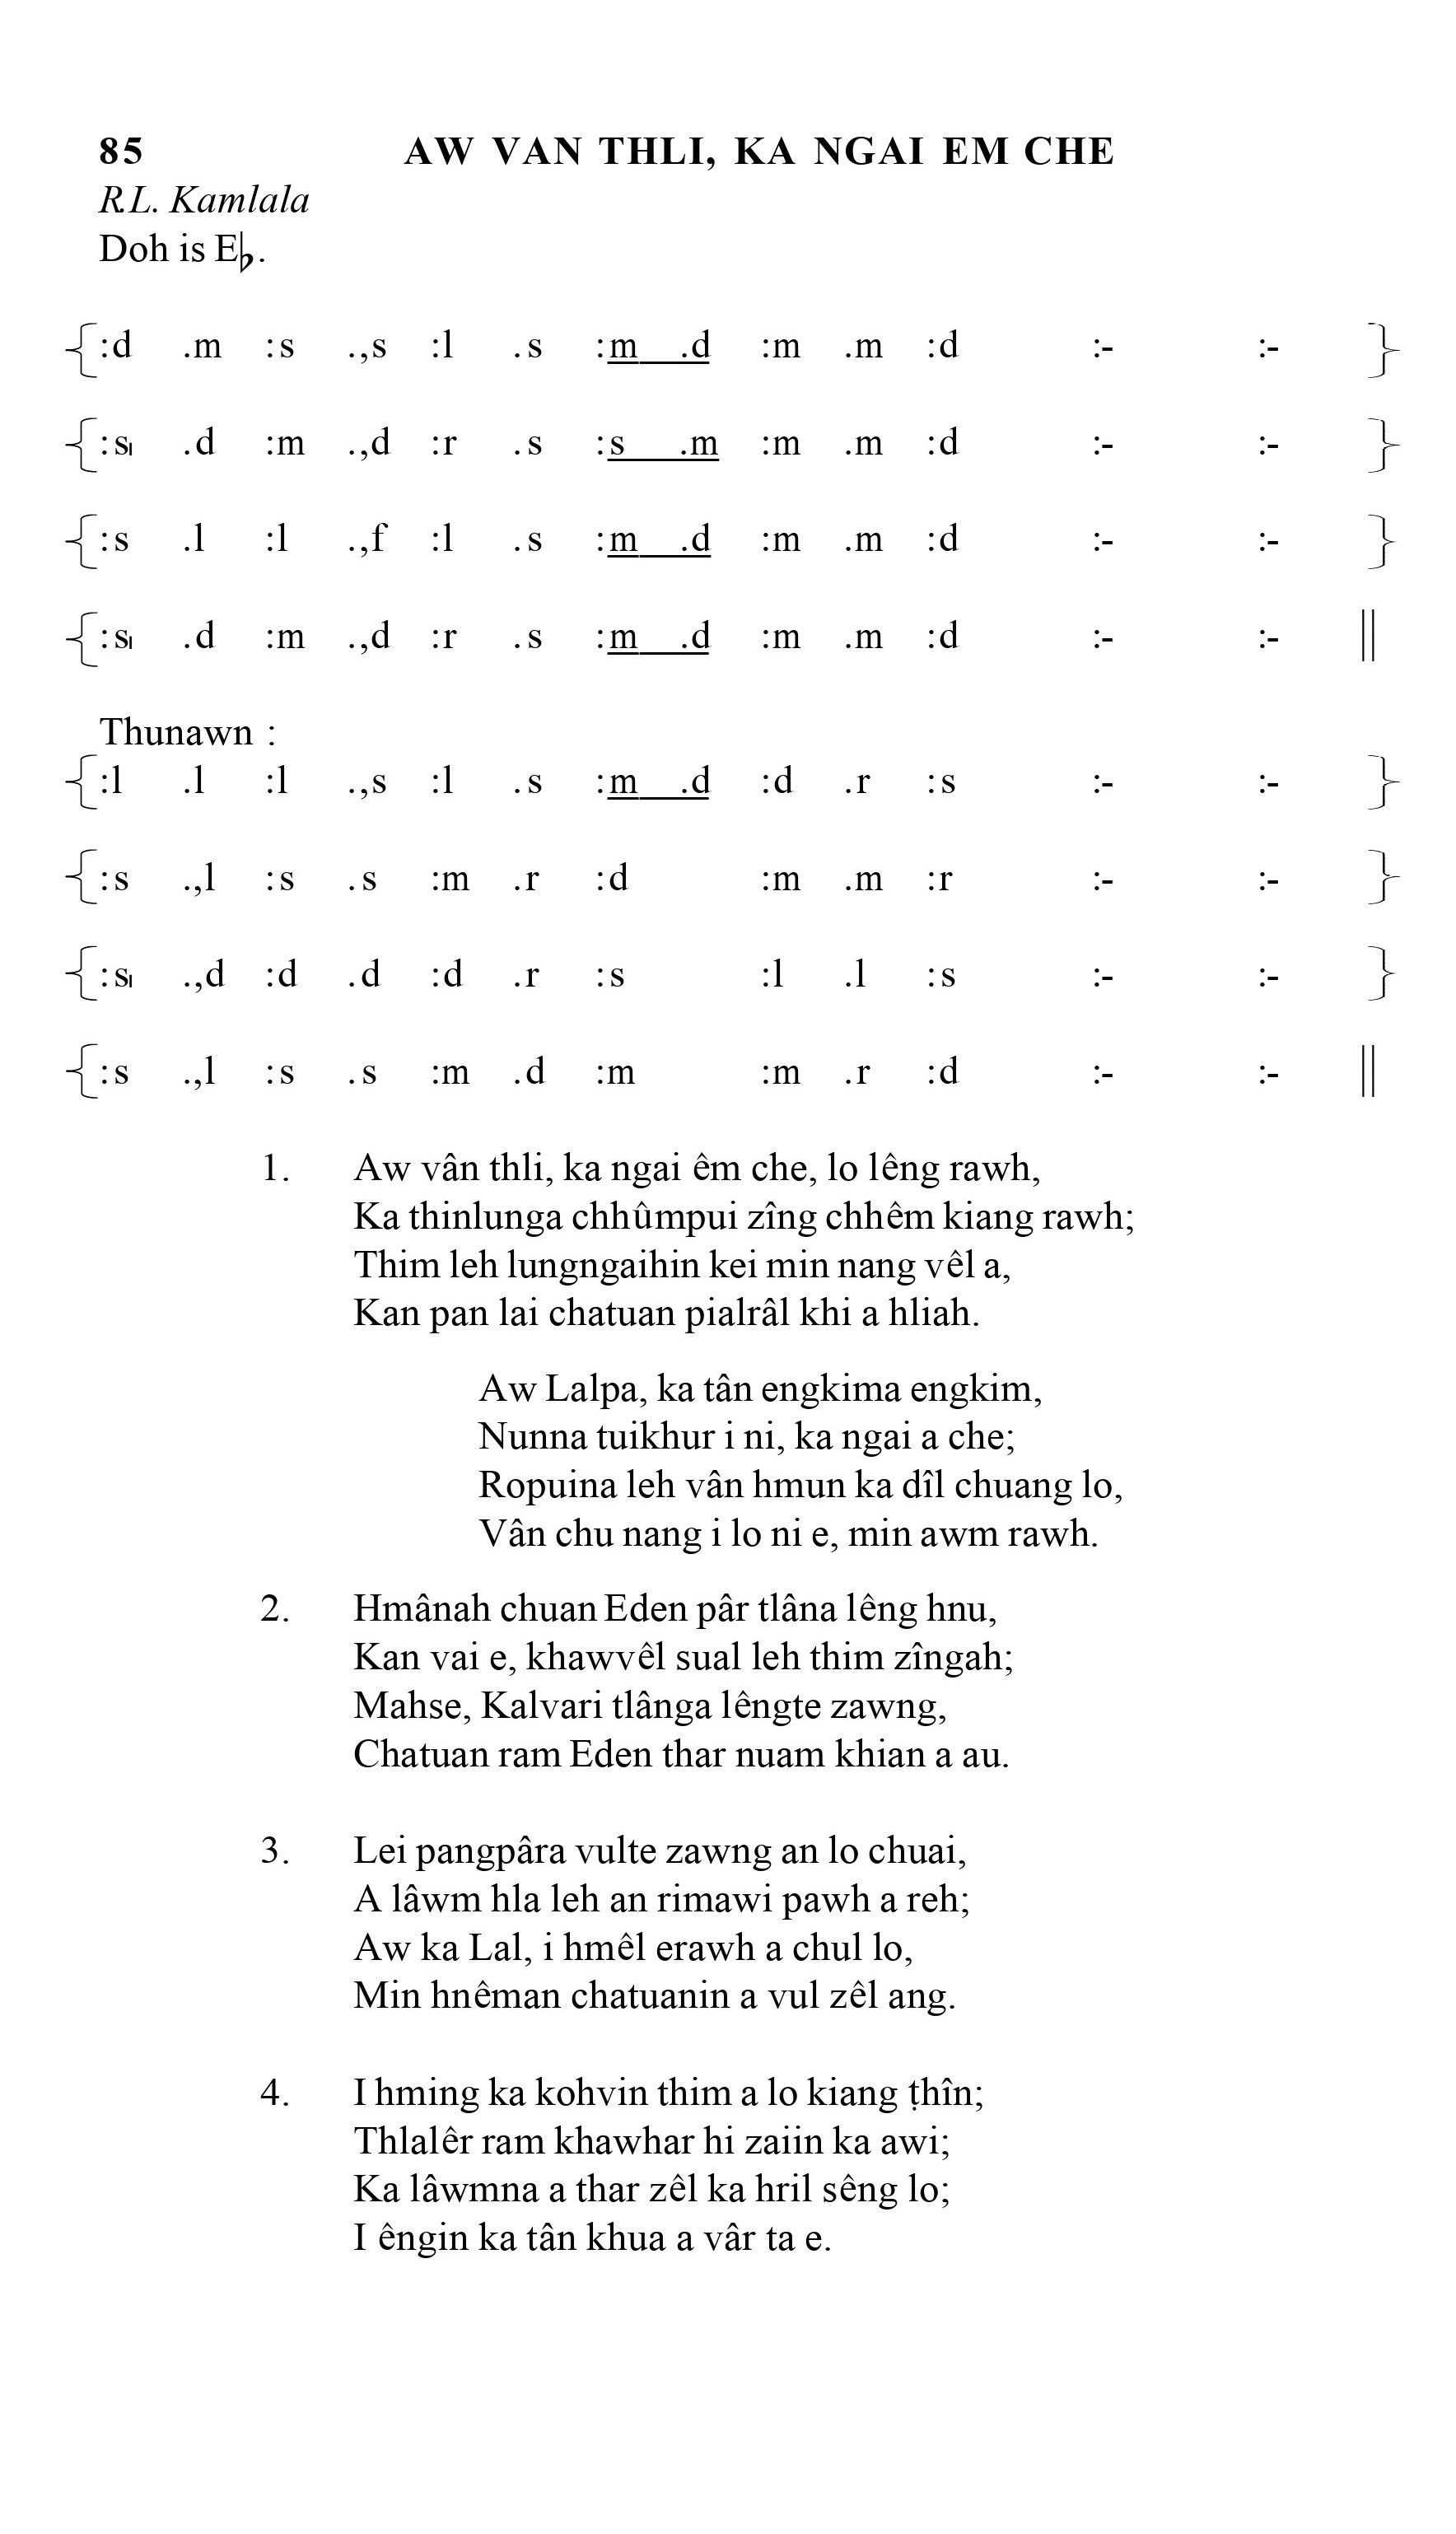 85 AW VAN THLI, KA NGAI EM CHE
R.L. Kamlala
Doh is E♭.
{:d .m :s .,s :l .s :m .d :m .m :d :- :- }
{:s₁ .d :m .,d :r .s :s .m :m .m :d :- :- }
{:s .l :l .,f :l .s :m .d :m .m :d :- :- }
{:s₁ .d :m .,d :r .s :m .d :m .m :d :- :- ||
Thunawn :
{:l .l :l .,s :l .s :m .d :d .r :s :- :- }
{:s .,l :s .s :m .r :d :m .m :r :- :- }
{:s₁ .,d :d .d :d .r :s :l .l :s :- :- }
{:s .,l :s .s :m .d :m :m .r :d :- :- ||
1. Aw vân thli, ka ngai êm che, lo lêng rawh,
Ka thinlunga chhûmpui zîng chhêm kiang rawh;
Thim leh lungngaihin kei min nang vêl a,
Kan pan lai chatuan pialrâl khi a hliah.
Aw Lalpa, ka tân engkima engkim,
Nunna tuikhur i ni, ka ngai a che;
Ropuina leh vân hmun ka dîl chuang lo,
Vân chu nang i lo ni e, min awm rawh.
2. Hmânah chuan Eden pâr tlâna lêng hnu,
Kan vai e, khawvêl sual leh thim zîngah;
Mahse, Kalvari tlânga lêngte zawng,
Chatuan ram Eden thar nuam khian a au.
3. Lei pangpâra vulte zawng an lo chuai,
A lâwm hla leh an rimawi pawh a reh;
Aw ka Lal, i hmêl erawh a chul lo,
Min hnêman chatuanin a vul zêl ang.
4. I hming ka kohvin thim a lo kiang ṭhîn;
Thlalêr ram khawhar hi zaiin ka awi;
Ka lâwmna a thar zêl ka hril sêng lo;
I êngin ka tân khua a vâr ta e.